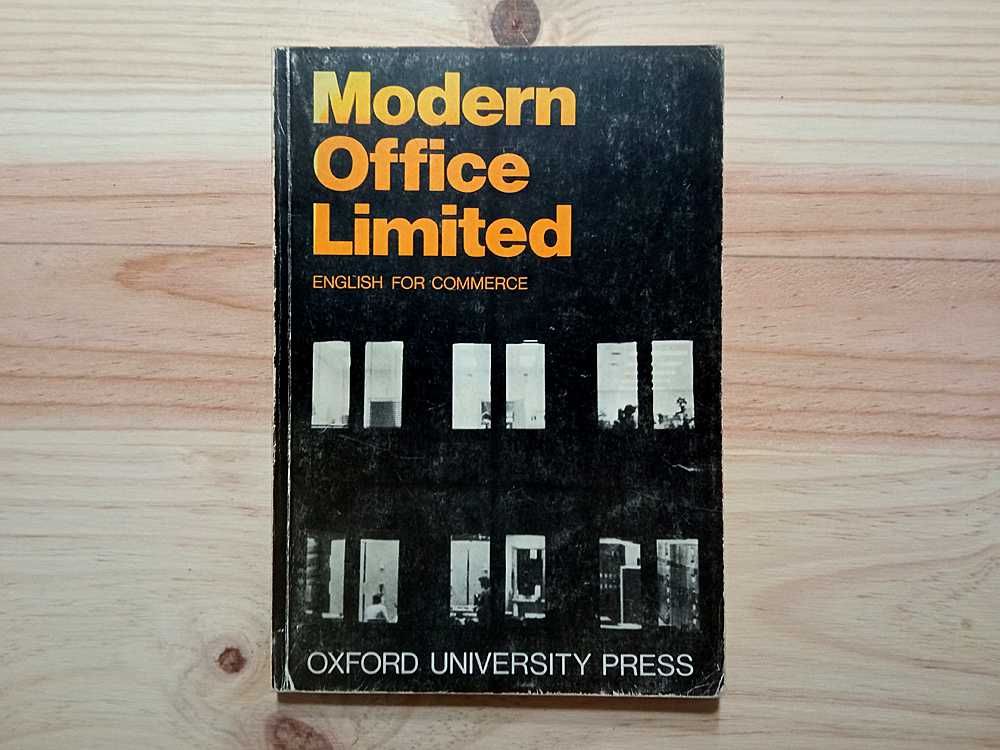 Modern
Office
Limited
ENGLISH FOR COMMERCE
OXFORD UNIVERSITY PRESS